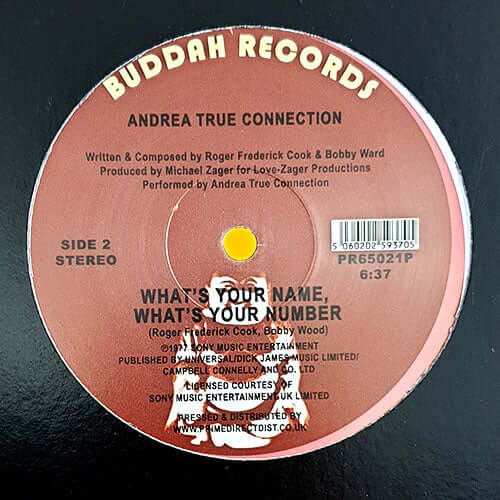 BUDDAH RECORDS
ANDREA TRUE CONNECTION
Written & Composed by Roger Frederick Cook & Bobby Ward
Produced by Michael Zager for Love-Zager Productions
Performed by Andrea True Connection
SIDE 2
STEREO
5 060202 593705
PR65021P
6:37
WHAT'S YOUR NAME,
WHAT'S YOUR NUMBER
(Roger Frederick Cook, Bobby Wood)
℗1977 SONY MUSIC ENTERTAINMENT
PUBLISHED BY UNIVERSAL/DICK JAMES MUSIC LIMITED/
CAMPBELL CONNELLY AND CO. LTD
LICENSED COURTESY OF
SONY MUSIC ENTERTAINMENT UK LIMITED
PRESSED & DISTRIBUTED BY
WWW.PRIMEDIRECTDIST.CO.UK